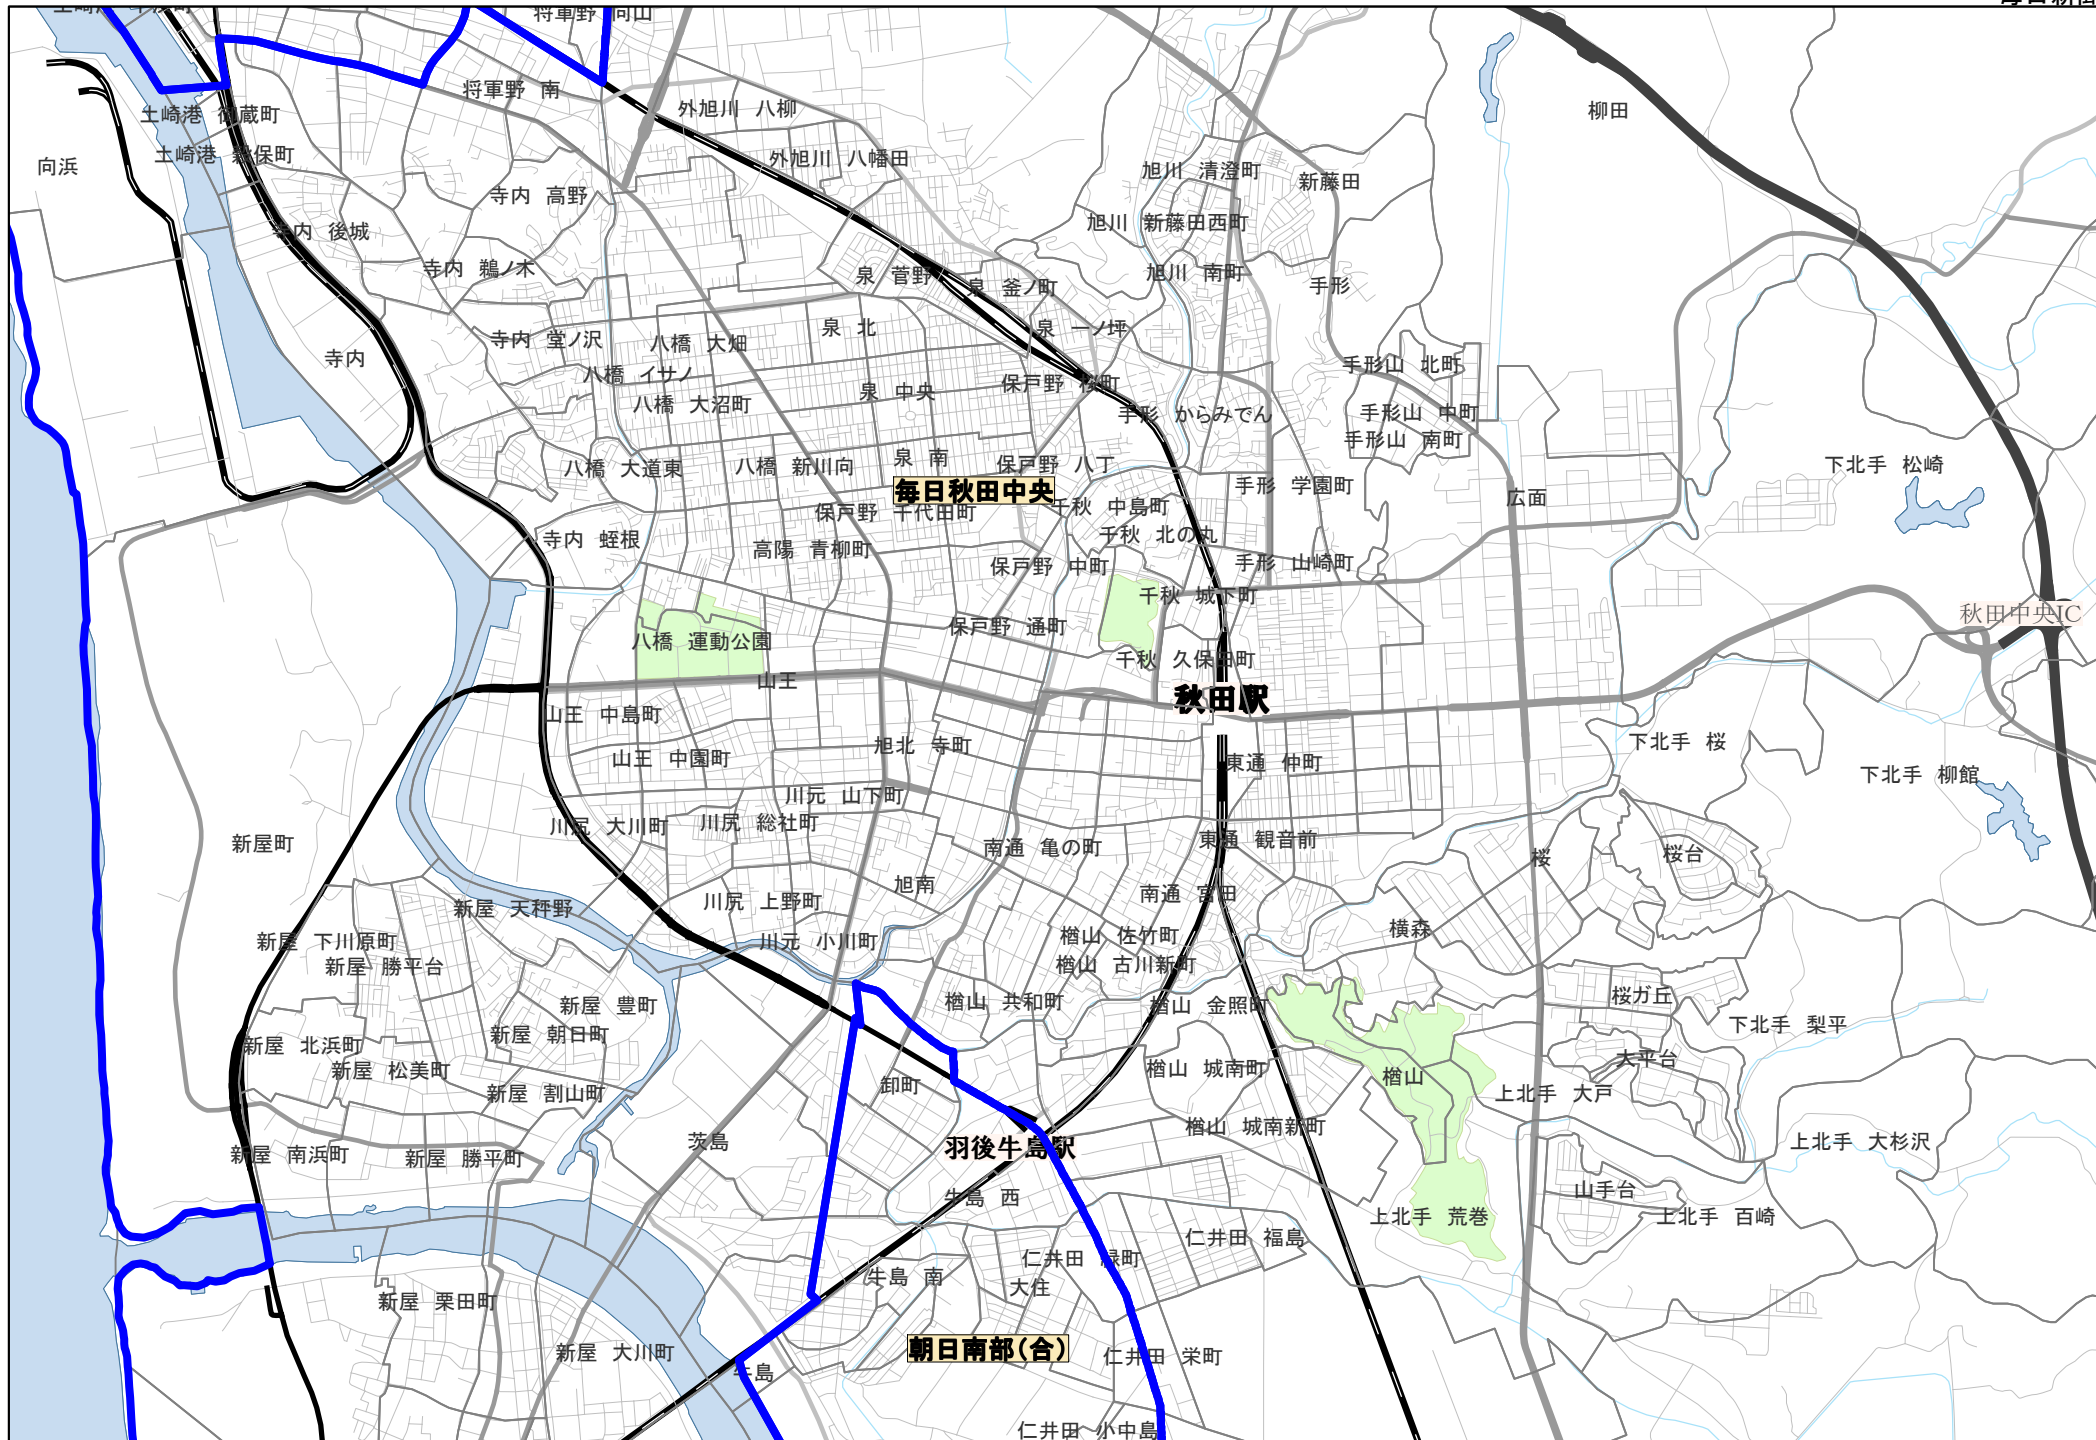 将軍野 向山
将軍野 南
外旭川 八柳
柳田
土崎港 御蔵町
土崎港 穀保町
向浜
外旭川 八幡田
旭川 清澄町
新藤田
寺内 高野
旭川 新藤田西町
寺内 後城
寺内 鵜ノ木
泉 菅野
泉 釜ノ町
旭川 南町
手形
寺内 堂ノ沢
八橋 大畑
泉 北
泉 一ノ坪
寺内
八橋 イサノ
手形山 北町
泉 中央
保戸野 桜町
八橋 大沼町
手形 からみでん
手形山 中町
手形山 南町
八橋 大道東
八橋 新川向
泉 南
保戸野 八丁
下北手 松崎
手形 学園町
毎日秋田中央
広面
保戸野 千代田町
千秋 中島町
千秋 北の丸
寺内 蛭根
高陽 青柳町
保戸野 中町
手形 山崎町
千秋 城下町
秋田中央IC
八橋 運動公園
保戸野 通町
千秋 久保田町
山王
秋田駅
山王 中島町
旭北 寺町
下北手 桜
山王 中園町
東通 仲町
下北手 柳館
川元 山下町
川尻 大川町
川尻 総社町
新屋町
南通 亀の町
東通 観音前
桜
桜台
旭南
南通 宮田
川尻 上野町
新屋 天秤野
横森
新屋 下川原町
川元 小川町
楢山 佐竹町
新屋 勝平台
楢山 古川新町
桜ガ丘
新屋 豊町
楢山 共和町
楢山 金照町
下北手 梨平
新屋 朝日町
新屋 北浜町
大平台
新屋 松美町
楢山 城南町
楢山
卸町
新屋 割山町
上北手 大戸
茨島
楢山 城南新町
上北手 大杉沢
羽後牛島駅
新屋 南浜町
新屋 勝平町
山手台
牛島 西
上北手 荒巻
上北手 百崎
仁井田 福島
仁井田 緑町
牛島 南
大住
新屋 栗田町
朝日南部(合)
新屋 大川町
仁井田 栄町
牛島
仁井田 小中島